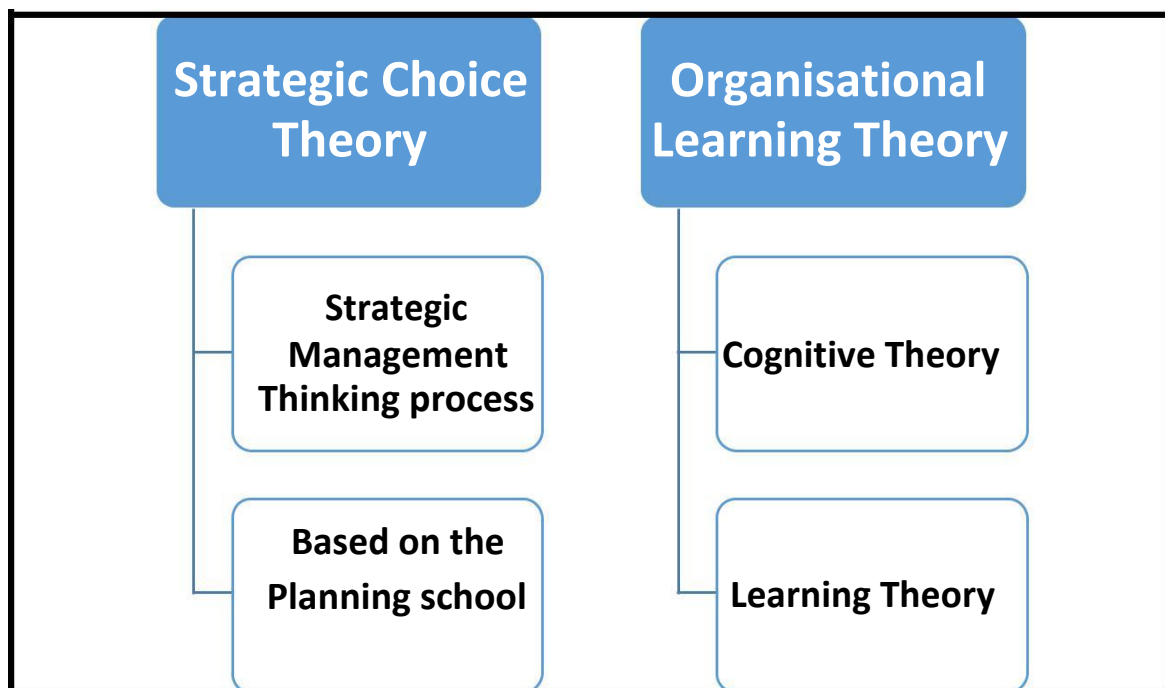 Strategic Choice
Theory
Strategic
Management
Thinking process
Based on the
Planning school
Organisational
Learning Theory
Cognitive Theory
Learning Theory